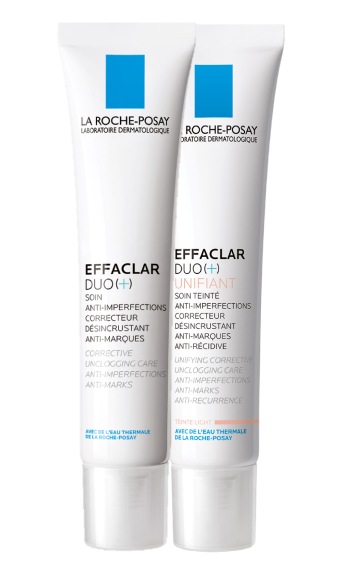 LA ROCHE-POSAY
LABORATOIRE DERMATOLOGIQUE
EFFACLAR
DUO(+)
SOIN
ANTI-IMPERFECTIONS
CORRECTEUR
DÉSINCRUSTANT
ANTI-MARQUES
CORRECTIVE
UNCLOGGING CARE
ANTI-IMPERFECTIONS
ANTI-MARKS
AVEC DE L'EAU THERMALE
DE LA ROCHE-POSAY
LA ROCHE-POSAY
ORATOIRE DERMATOLOGIQUE
EFFACLAR
DUO(+)
UNIFIANT
SOIN TEINTÉ
ANTI-IMPERFECTIONS
CORRECTEUR
DÉSINCRUSTANT
ANTI-MARQUES
ANTI-RÉCIDIVE
UNIFYING CORRECTIVE
UNCLOGGING CARE
ANTI-IMPERFECTIONS
ANTI-MARKS
ANTI-RECURRENCE
TEINTE LIGHT
AVEC DE L'EAU THERMALE
DE LA ROCHE-POSAY